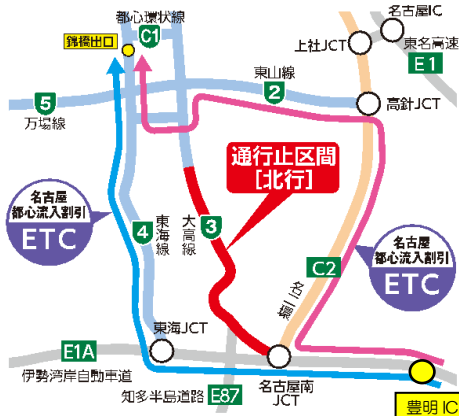 都心環状線
C1
錦橋出口
名古屋IC
上社JCT
東名高速
E1
東山線
2
高針JCT
5
万場線
通行止区間
[北行]
名古屋
都心流入割引
ETC
4
東海線
大高線
3
C2
名二環
名古屋
都心流入割引
ETC
東海JCT
E1A
伊勢湾岸自動車道
知多半島道路
E87
名古屋南
JCT
豊明IC